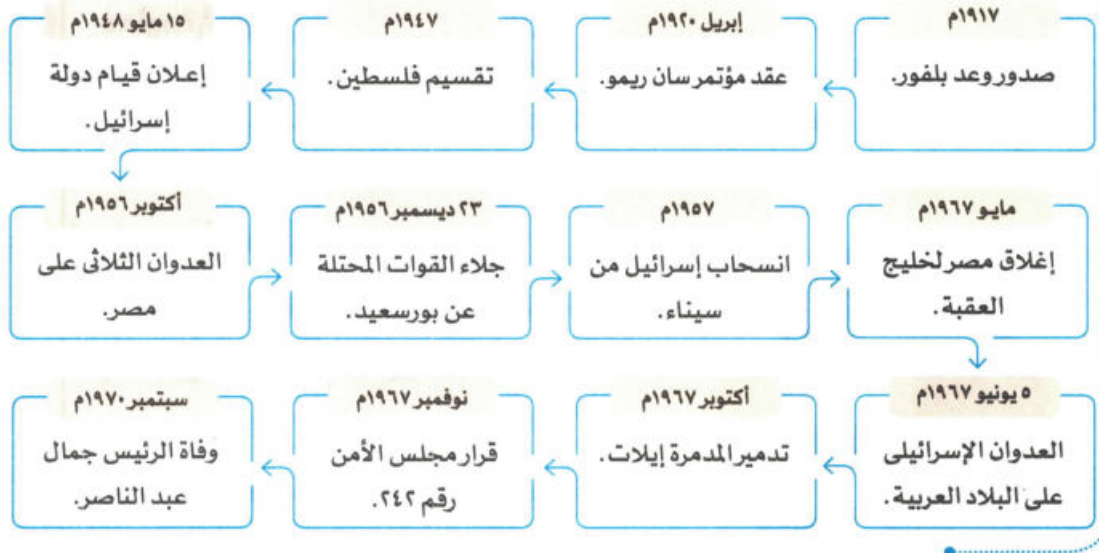 ١٩١٧م
صدور وعد بلفور.
إبريل ١٩٢٠م
عقد مؤتمر سان ريمو.
١٩٤٧م
تقسيم فلسطين.
١٥ مايو ١٩٤٨م
إعلان قيام دولة
إسرائيل.
أكتوبر ١٩٥٦م
العدوان الثلاثى على
مصر.
٢٣ ديسمبر ١٩٥٦م
جلاء القوات المحتلة
عن بورسعيد.
١٩٥٧م
انسحاب إسرائيل من
سيناء.
مايو ١٩٦٧م
إغلاق مصر لخليج
العقبة.
٥ يونيو ١٩٦٧م
العدوان الإسرائيلى
على البلاد العربية.
أكتوبر ١٩٦٧م
تدمير المدمرة إيلات.
نوفمبر ١٩٦٧م
قرار مجلس الأمن
رقم ٢٤٢.
سبتمبر ١٩٧٠م
وفاة الرئيس جمال
عبد الناصر.